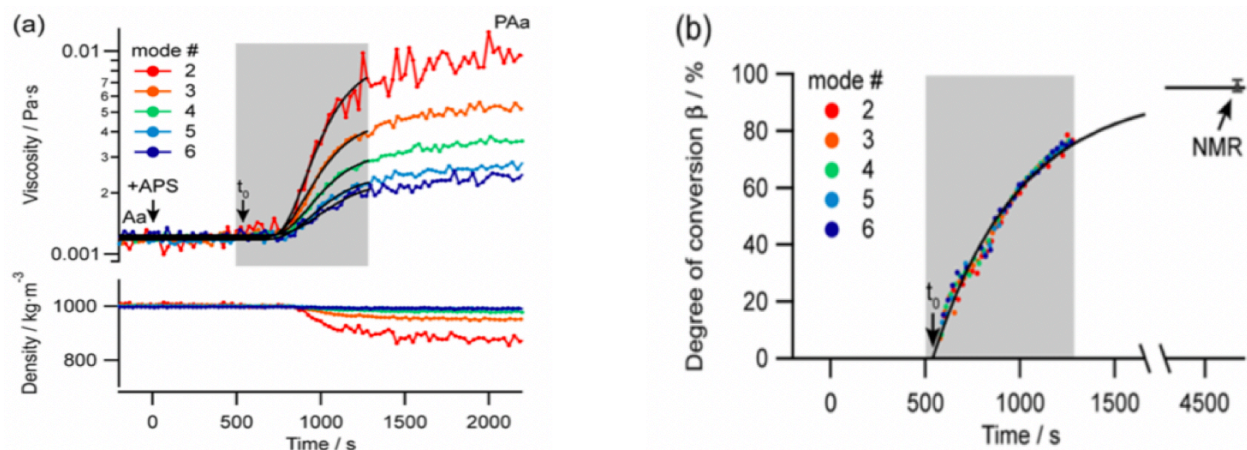 (a)
PAa
mode #
2
3
4
5
6
0.01
7
6
5
4
3
2
0.001
Viscosity / Pa·s
+APS
Aa
t0
1000
800
Density / kg·m-3
0 500 1000 1500 2000
Time / s
(b)
100
80
60
40
20
0
Degree of conversion β / %
mode #
2
3
4
5
6
t0
NMR
0 500 1000 1500 4500
Time / s